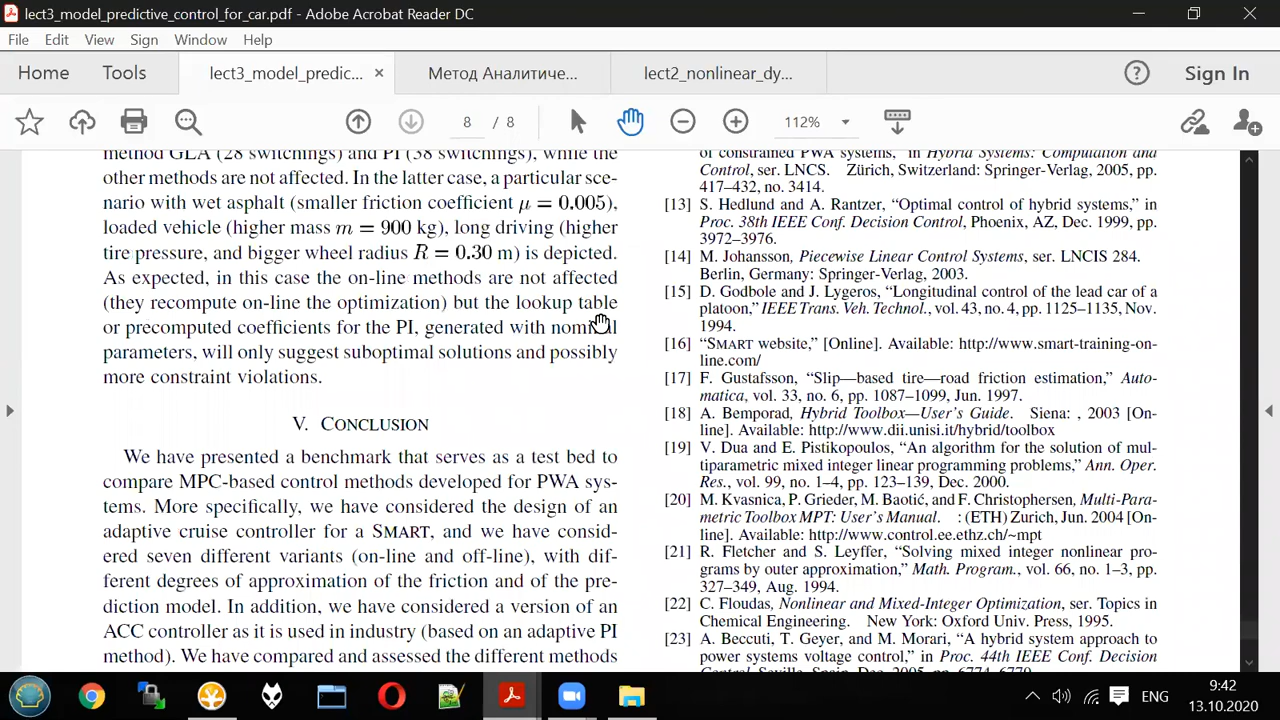 lect3_model_predictive_control_for_car.pdf - Adobe Acrobat Reader DC
File Edit View Sign Window Help
Home Tools lect3_model_predic... × Метод Аналитиче... lect2_nonlinear_dy... Sign In
8 / 8 112%
method GLA (28 switchings) and PI (38 switchings), while the
other methods are not affected. In the latter case, a particular sce-
nario with wet asphalt (smaller friction coefficient μ = 0.005),
loaded vehicle (higher mass m = 900 kg), long driving (higher
tire pressure, and bigger wheel radius R = 0.30 m) is depicted.
As expected, in this case the on-line methods are not affected
(they recompute on-line the optimization) but the lookup table
or precomputed coefficients for the PI, generated with nominal
parameters, will only suggest suboptimal solutions and possibly
more constraint violations.
V. CONCLUSION
We have presented a benchmark that serves as a test bed to
compare MPC-based control methods developed for PWA sys-
tems. More specifically, we have considered the design of an
adaptive cruise controller for a SMART, and we have consid-
ered seven different variants (on-line and off-line), with dif-
ferent degrees of approximation of the friction and of the pre-
diction model. In addition, we have considered a version of an
ACC controller as it is used in industry (based on an adaptive PI
method). We have compared and assessed the different methods
of constrained PWA systems," in Hybrid Systems: Computation and
Control, ser. LNCS. Zürich, Switzerland: Springer-Verlag, 2005, pp.
417–432, no. 3414.
[13] S. Hedlund and A. Rantzer, "Optimal control of hybrid systems," in
Proc. 38th IEEE Conf. Decision Control, Phoenix, AZ, Dec. 1999, pp.
3972–3976.
[14] M. Johansson, Piecewise Linear Control Systems, ser. LNCIS 284.
Berlin, Germany: Springer-Verlag, 2003.
[15] D. Godbole and J. Lygeros, "Longitudinal control of the lead car of a
platoon," IEEE Trans. Veh. Technol., vol. 43, no. 4, pp. 1125–1135, Nov.
1994.
[16] "SMART website," [Online]. Available: http://www.smart-training-on-
line.com/
[17] F. Gustafsson, "Slip—based tire—road friction estimation," Auto-
matica, vol. 33, no. 6, pp. 1087–1099, Jun. 1997.
[18] A. Bemporad, Hybrid Toolbox—User's Guide. Siena: , 2003 [On-
line]. Available: http://www.dii.unisi.it/hybrid/toolbox
[19] V. Dua and E. Pistikopoulos, "An algorithm for the solution of mul-
tiparametric mixed integer linear programming problems," Ann. Oper.
Res., vol. 99, no. 1–4, pp. 123–139, Dec. 2000.
[20] M. Kvasnica, P. Grieder, M. Baotić, and F. Christophersen, Multi-Para-
metric Toolbox MPT: User's Manual. : (ETH) Zurich, Jun. 2004 [On-
line]. Available: http://www.control.ee.ethz.ch/~mpt
[21] R. Fletcher and S. Leyffer, "Solving mixed integer nonlinear pro-
grams by outer approximation," Math. Program., vol. 66, no. 1–3, pp.
327–349, Aug. 1994.
[22] C. Floudas, Nonlinear and Mixed-Integer Optimization, ser. Topics in
Chemical Engineering. New York: Oxford Univ. Press, 1995.
[23] A. Beccuti, T. Geyer, and M. Morari, "A hybrid system approach to
power systems voltage control," in Proc. 44th IEEE Conf. Decision
Control, Seville, Spain, Dec. 2005, pp. 6774–6779.
ENG 9:42
13.10.2020